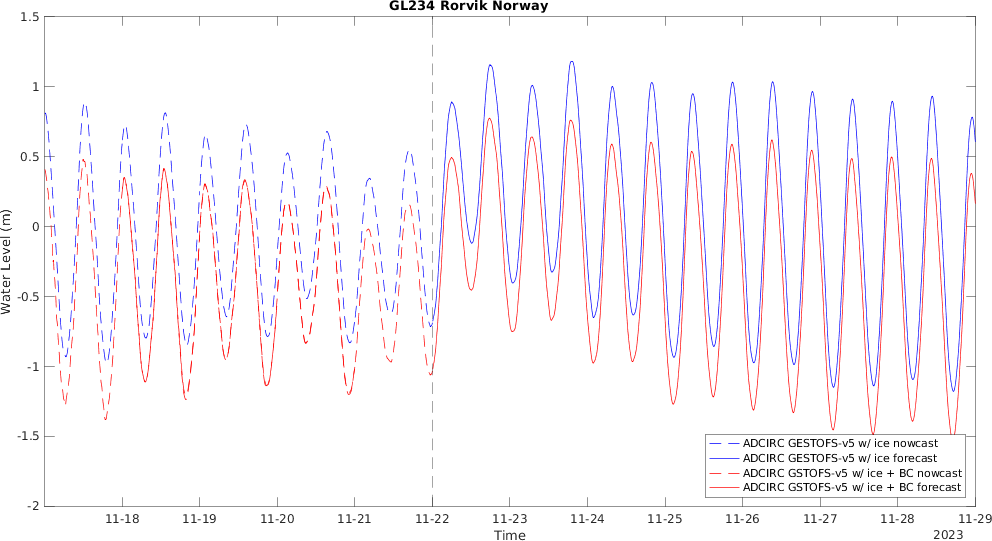 GL234 Rorvik Norway
1.5
1
0.5
0
-0.5
-1
-1.5
-2
Water Level (m)
ADCIRC GESTOFS-v5 w/ ice nowcast
ADCIRC GESTOFS-v5 w/ ice forecast
ADCIRC GSTOFS-v5 w/ ice + BC nowcast
ADCIRC GSTOFS-v5 w/ ice + BC forecast
11-18 11-19 11-20 11-21 11-22 11-23 11-24 11-25 11-26 11-27 11-28 11-29
Time 2023